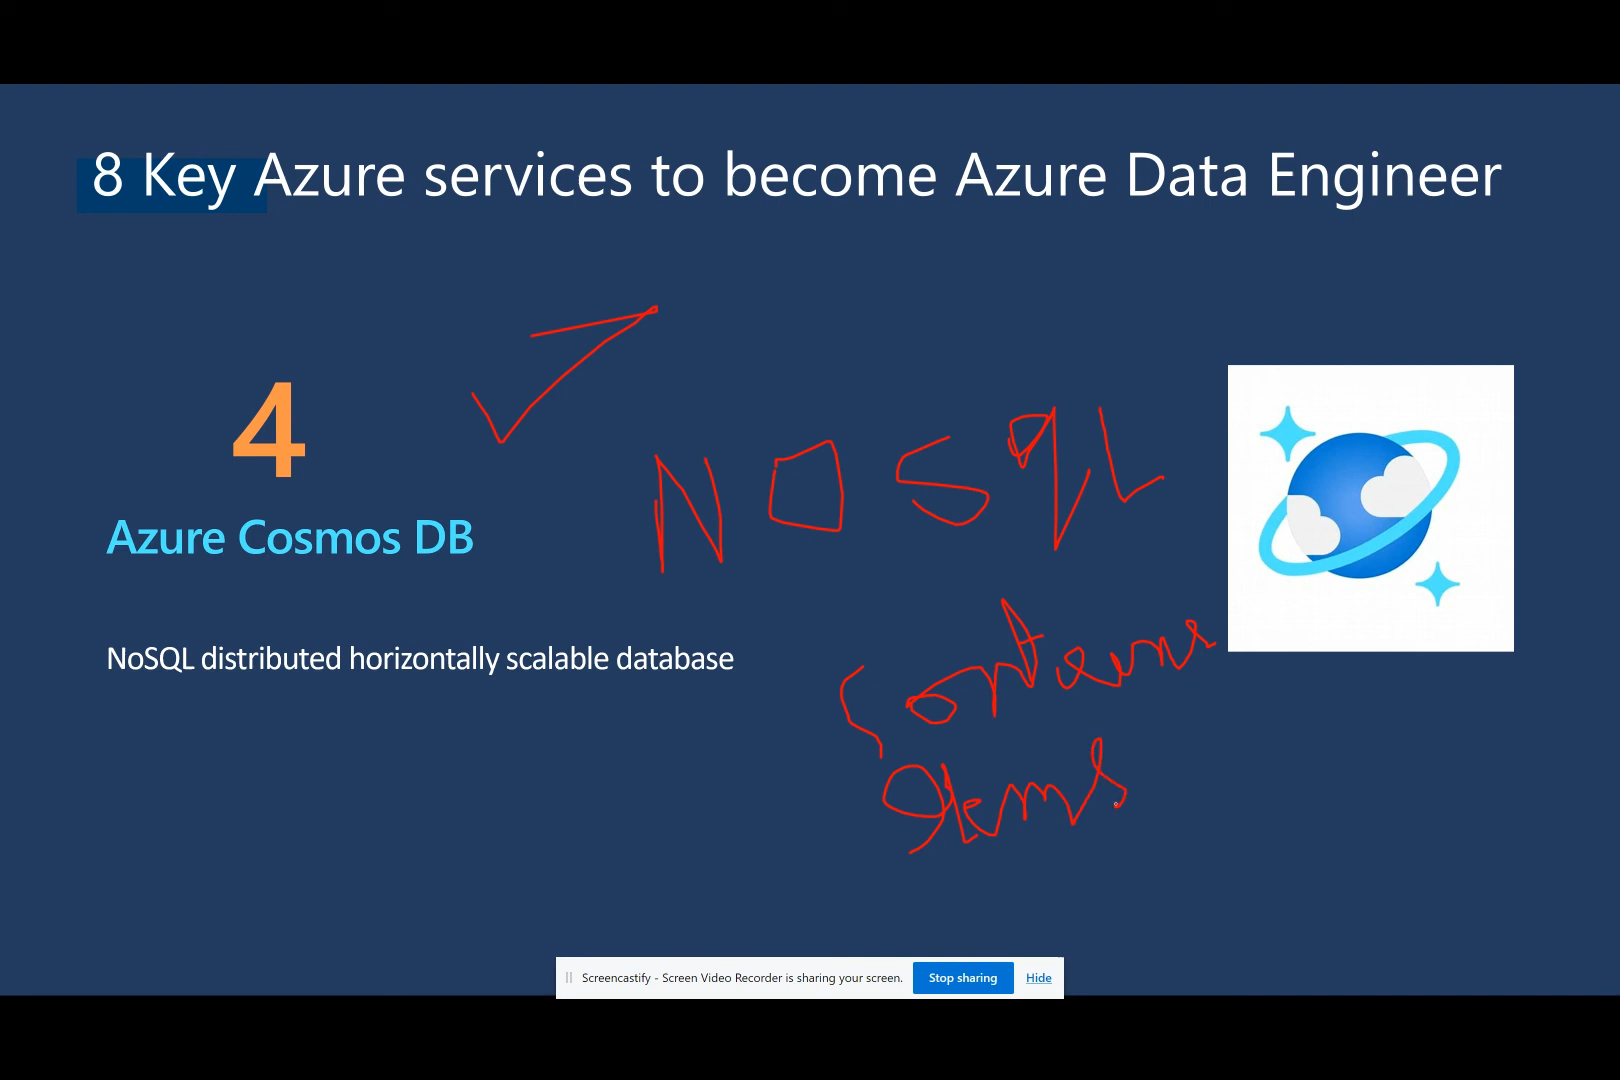 8 Key Azure services to become Azure Data Engineer
4
NOSqL
Azure Cosmos DB
NoSQL distributed horizontally scalable database
Items
Screencastify - Screen Video Recorder is sharing your screen. Stop sharing Hide